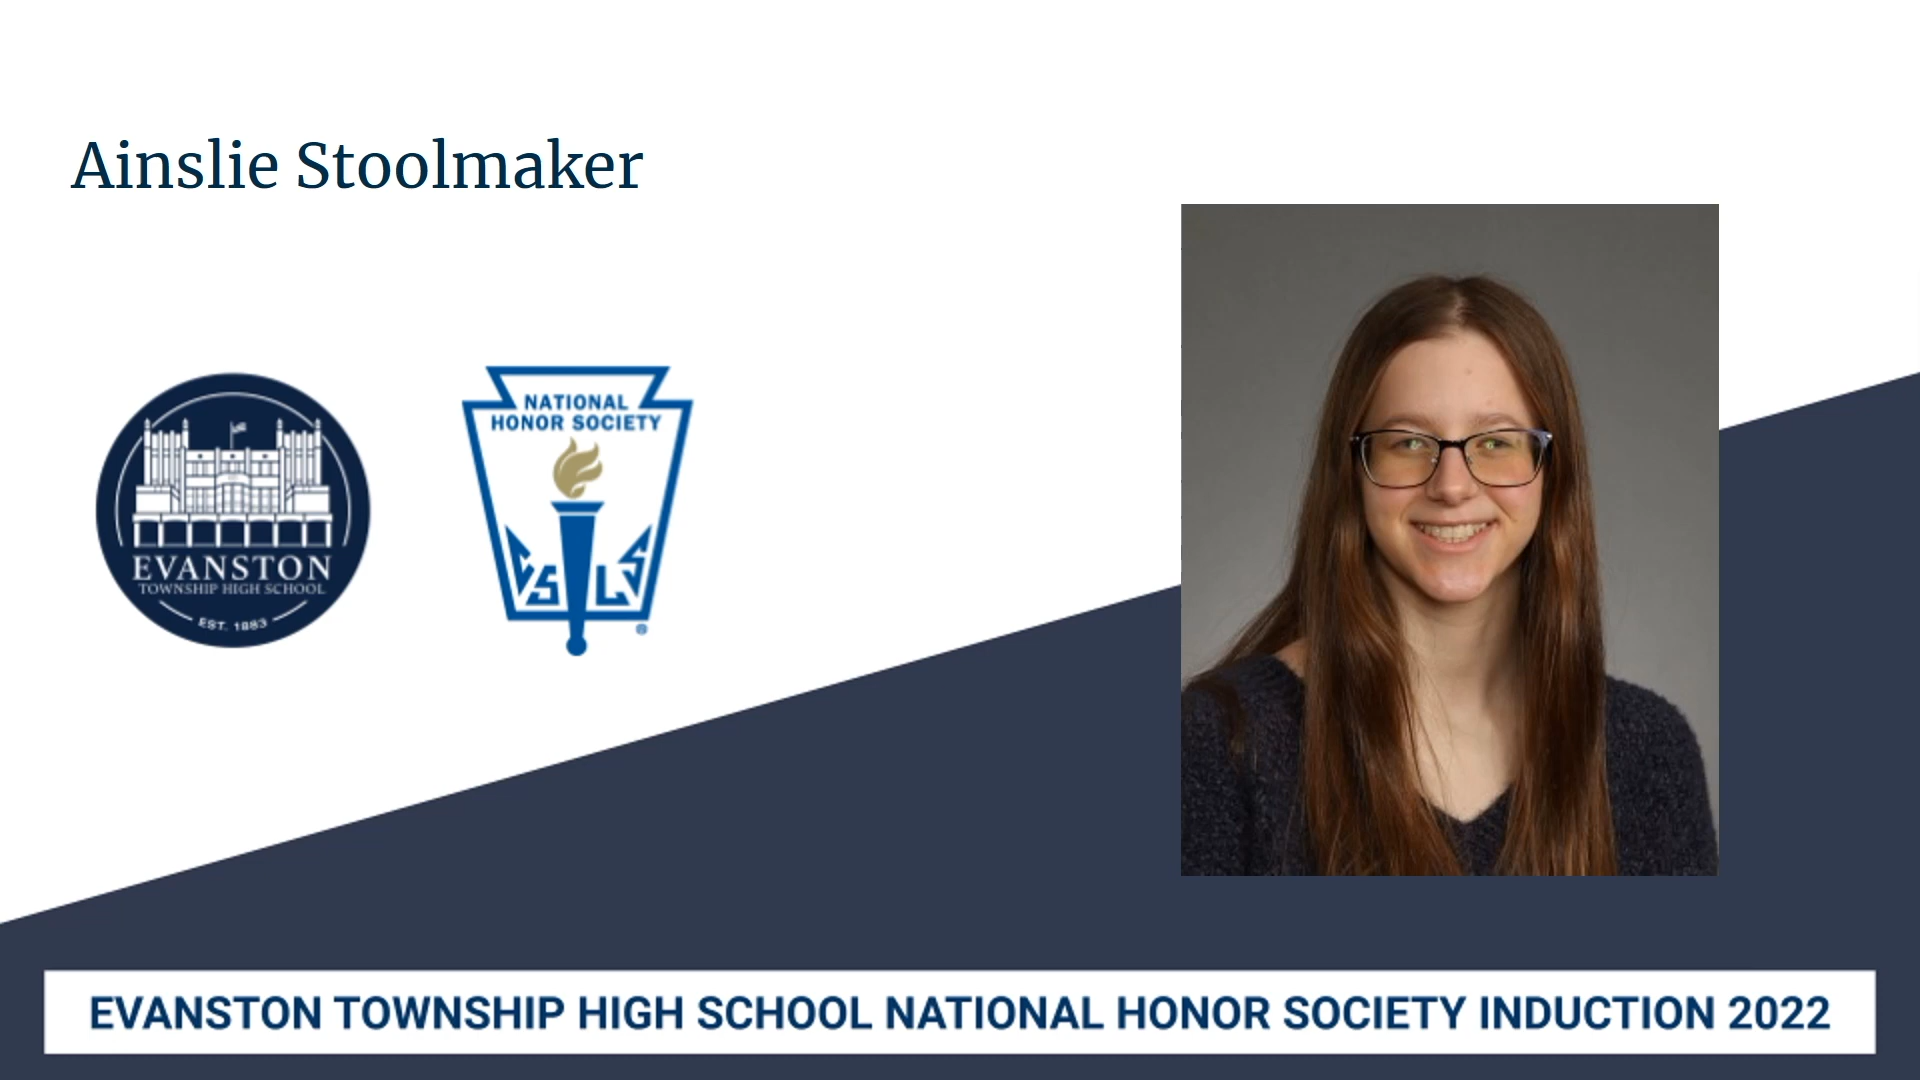 Ainslie Stoolmaker
EVANSTON
TOWNSHIP HIGH SCHOOL
EST. 1883
NATIONAL
HONOR SOCIETY
C S L S
®
EVANSTON TOWNSHIP HIGH SCHOOL NATIONAL HONOR SOCIETY INDUCTION 2022